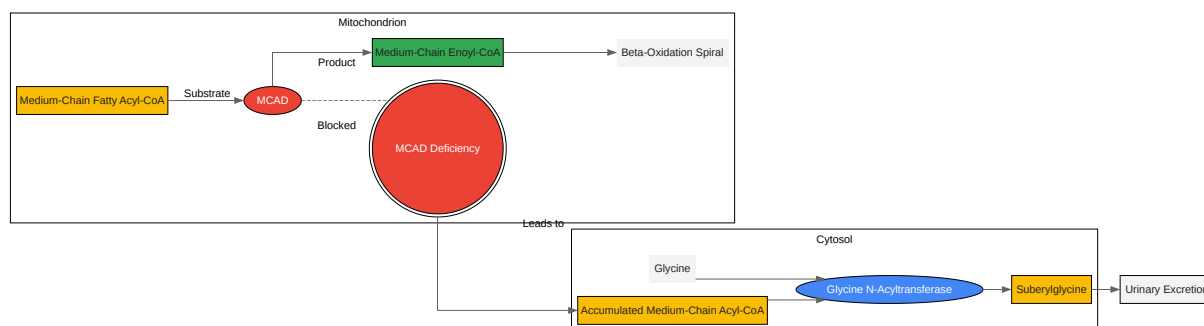 Mitochondrion
Medium-Chain Enoyl-CoA
Beta-Oxidation Spiral
Product
Medium-Chain Fatty Acyl-CoA
Substrate
MCAD
Blocked
MCAD Deficiency
Leads to
Cytosol
Glycine
Glycine N-Acyltransferase
Suberylglycine
Urinary Excretion
Accumulated Medium-Chain Acyl-CoA